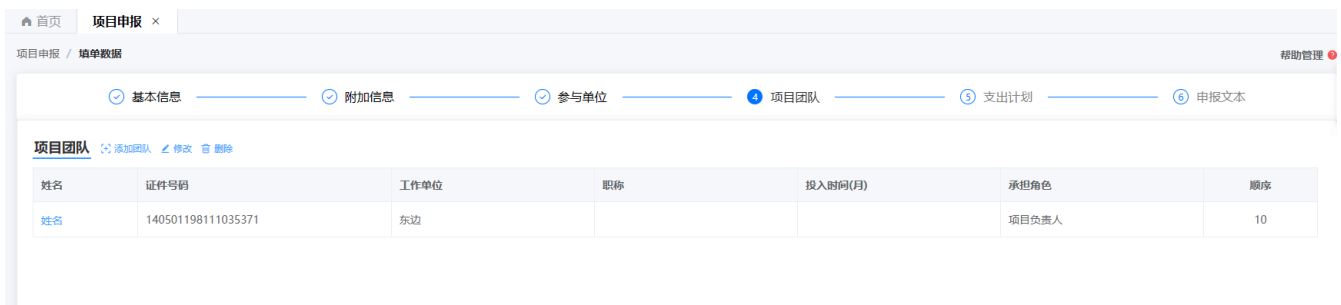 首页 项目申报 ×
项目申报 / 填单数据 帮助管理
基本信息 附加信息 参与单位 4 项目团队 5 支出计划 6 申报文本
项目团队 添加团队 修改 删除
姓名 证件号码 工作单位 职称 投入时间(月) 承担角色 顺序
姓名 140501198111035371 东边 项目负责人 10